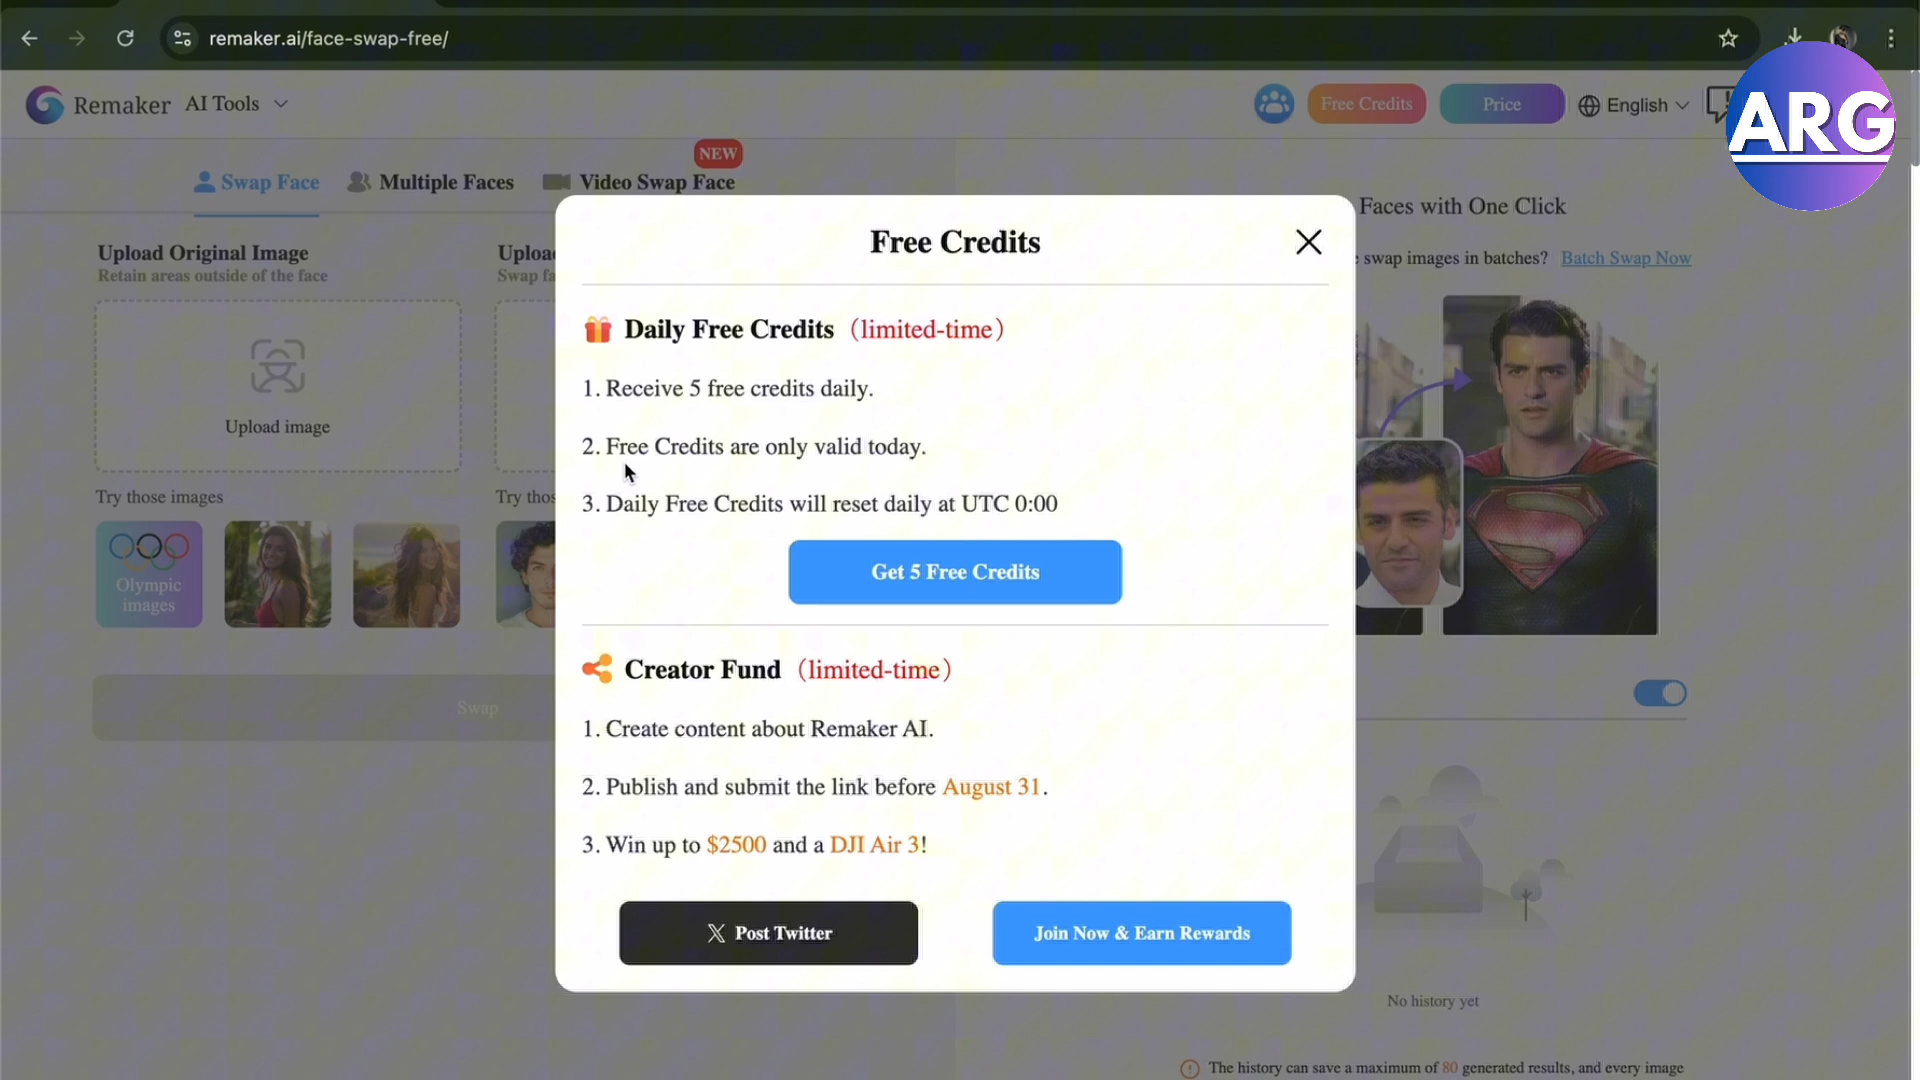 remaker.ai/face-swap-free/
Remaker AI Tools
Free Credits
Price
English
ARG
NEW
Swap Face
Multiple Faces
Video Swap Face
Faces with One Click
Upload Original Image
Retain areas outside of the face
swap images in batches? Batch Swap Now
Upload image
Try those images
Olympic
images
Swap
Free Credits
Daily Free Credits (limited-time)
1. Receive 5 free credits daily.
2. Free Credits are only valid today.
3. Daily Free Credits will reset daily at UTC 0:00
Get 5 Free Credits
Creator Fund (limited-time)
1. Create content about Remaker AI.
2. Publish and submit the link before August 31.
3. Win up to $2500 and a DJI Air 3!
Post Twitter
Join Now & Earn Rewards
No history yet
The history can save a maximum of 80 generated results, and every image